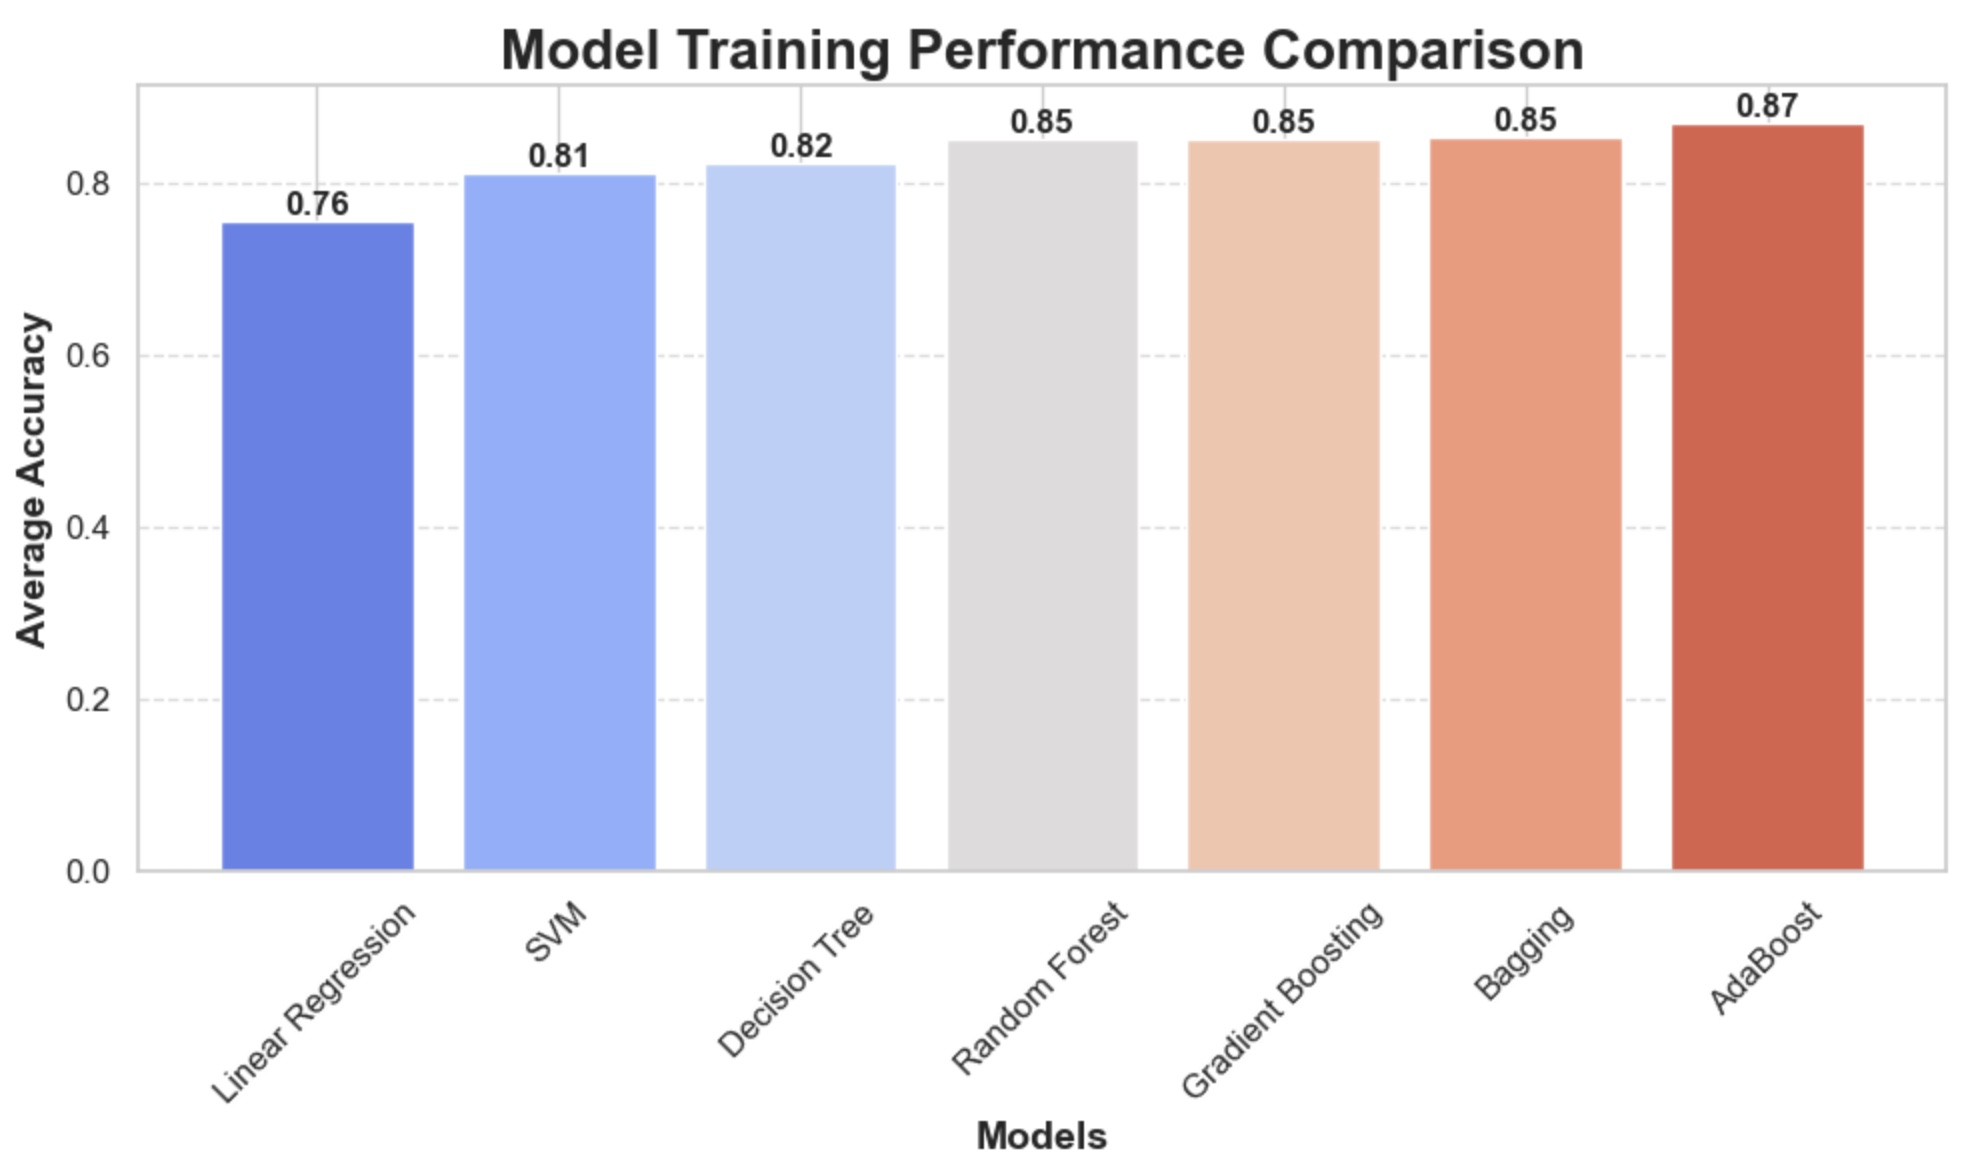 Model Training Performance Comparison
0.76
0.81
0.82
0.85
0.85
0.85
0.87
Average Accuracy
0.8
0.6
0.4
0.2
0.0
Linear Regression
SVM
Decision Tree
Random Forest
Gradient Boosting
Bagging
AdaBoost
Models